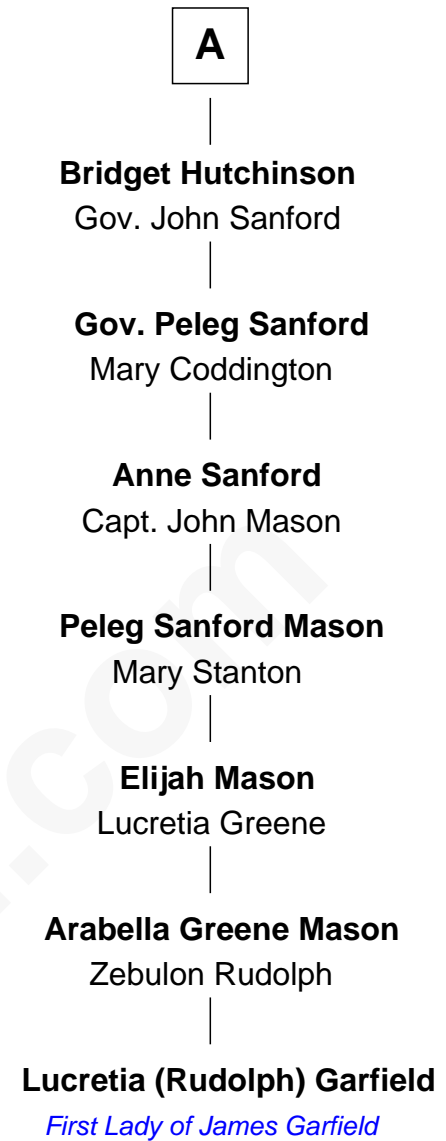 A
Bridget Hutchinson
Gov. John Sanford
Gov. Peleg Sanford
Mary Coddington
Anne Sanford
Capt. John Mason
Peleg Sanford Mason
Mary Stanton
Elijah Mason
Lucretia Greene
Arabella Greene Mason
Zebulon Rudolph
Lucretia (Rudolph) Garfield
First Lady of James Garfield